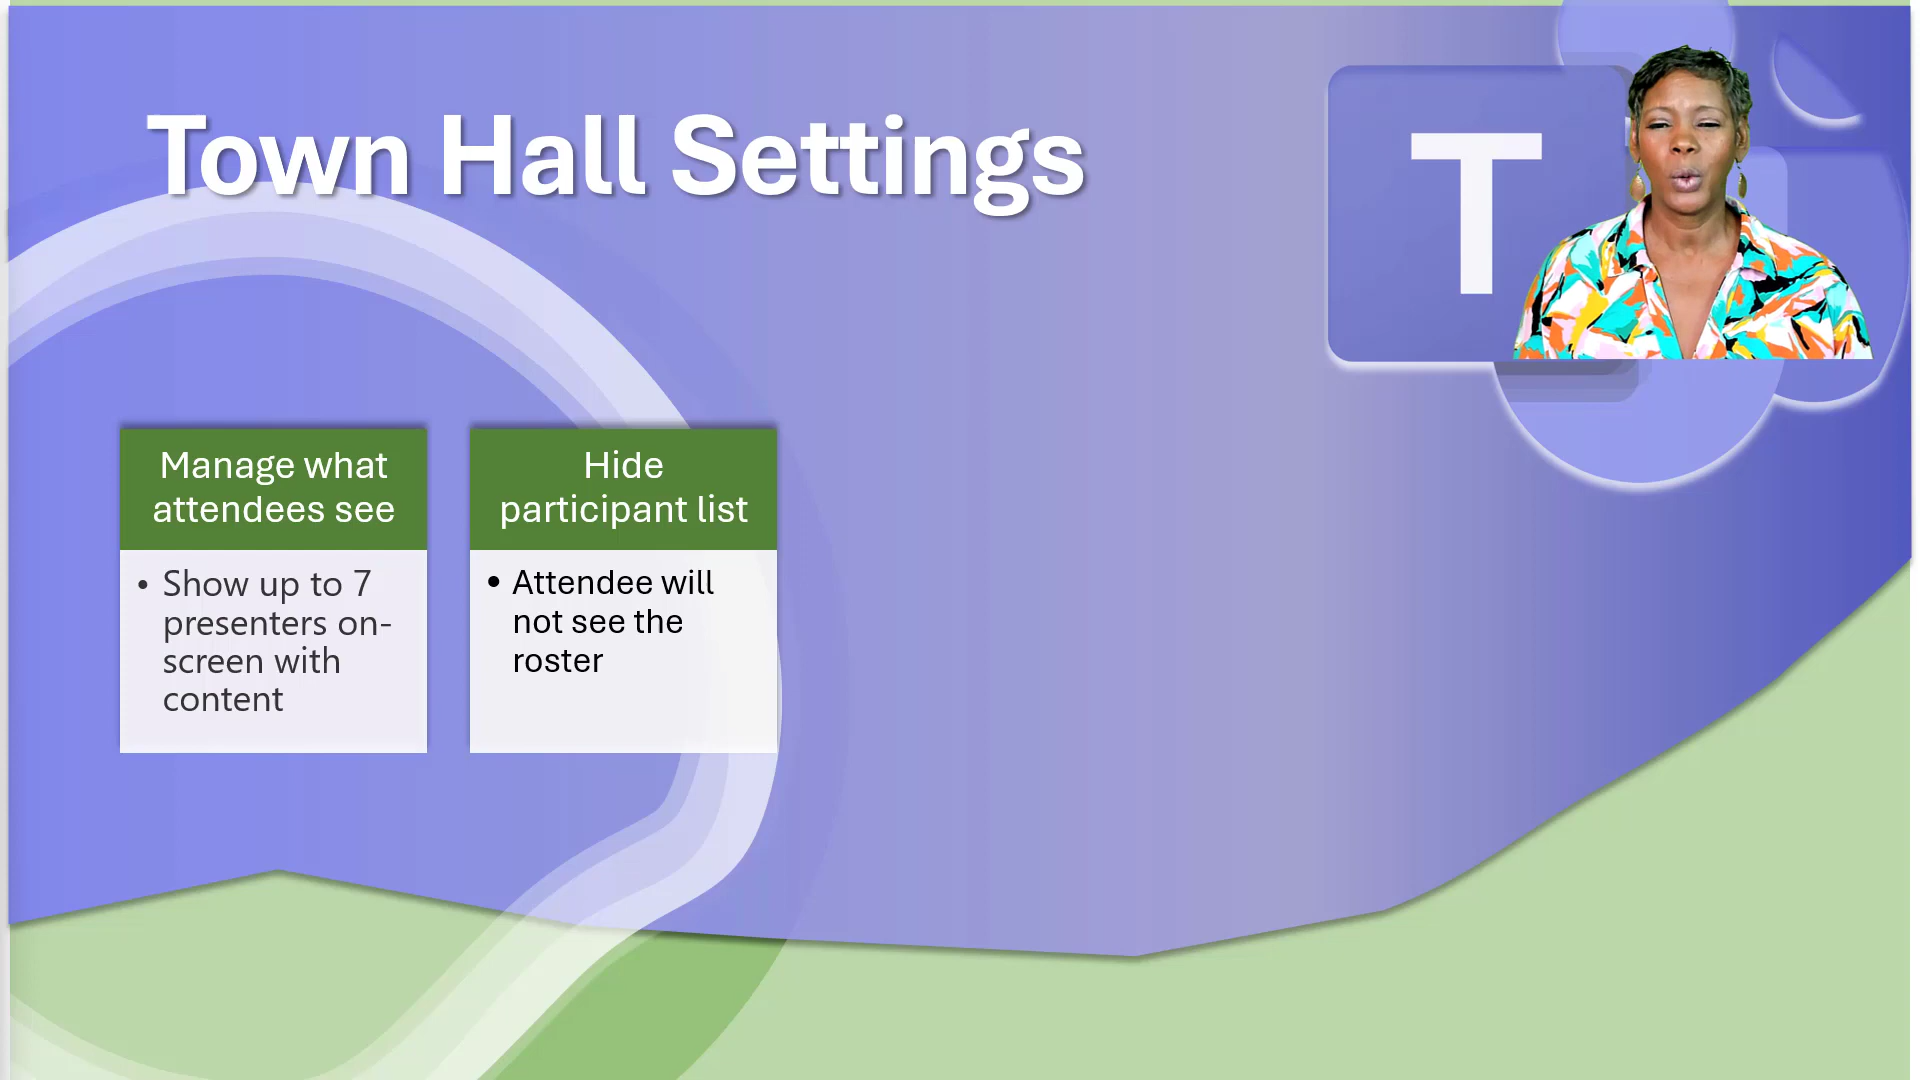 Town Hall Settings
T
Manage what
attendees see
• Show up to 7
presenters on-
screen with
content
Hide
participant list
• Attendee will
not see the
roster